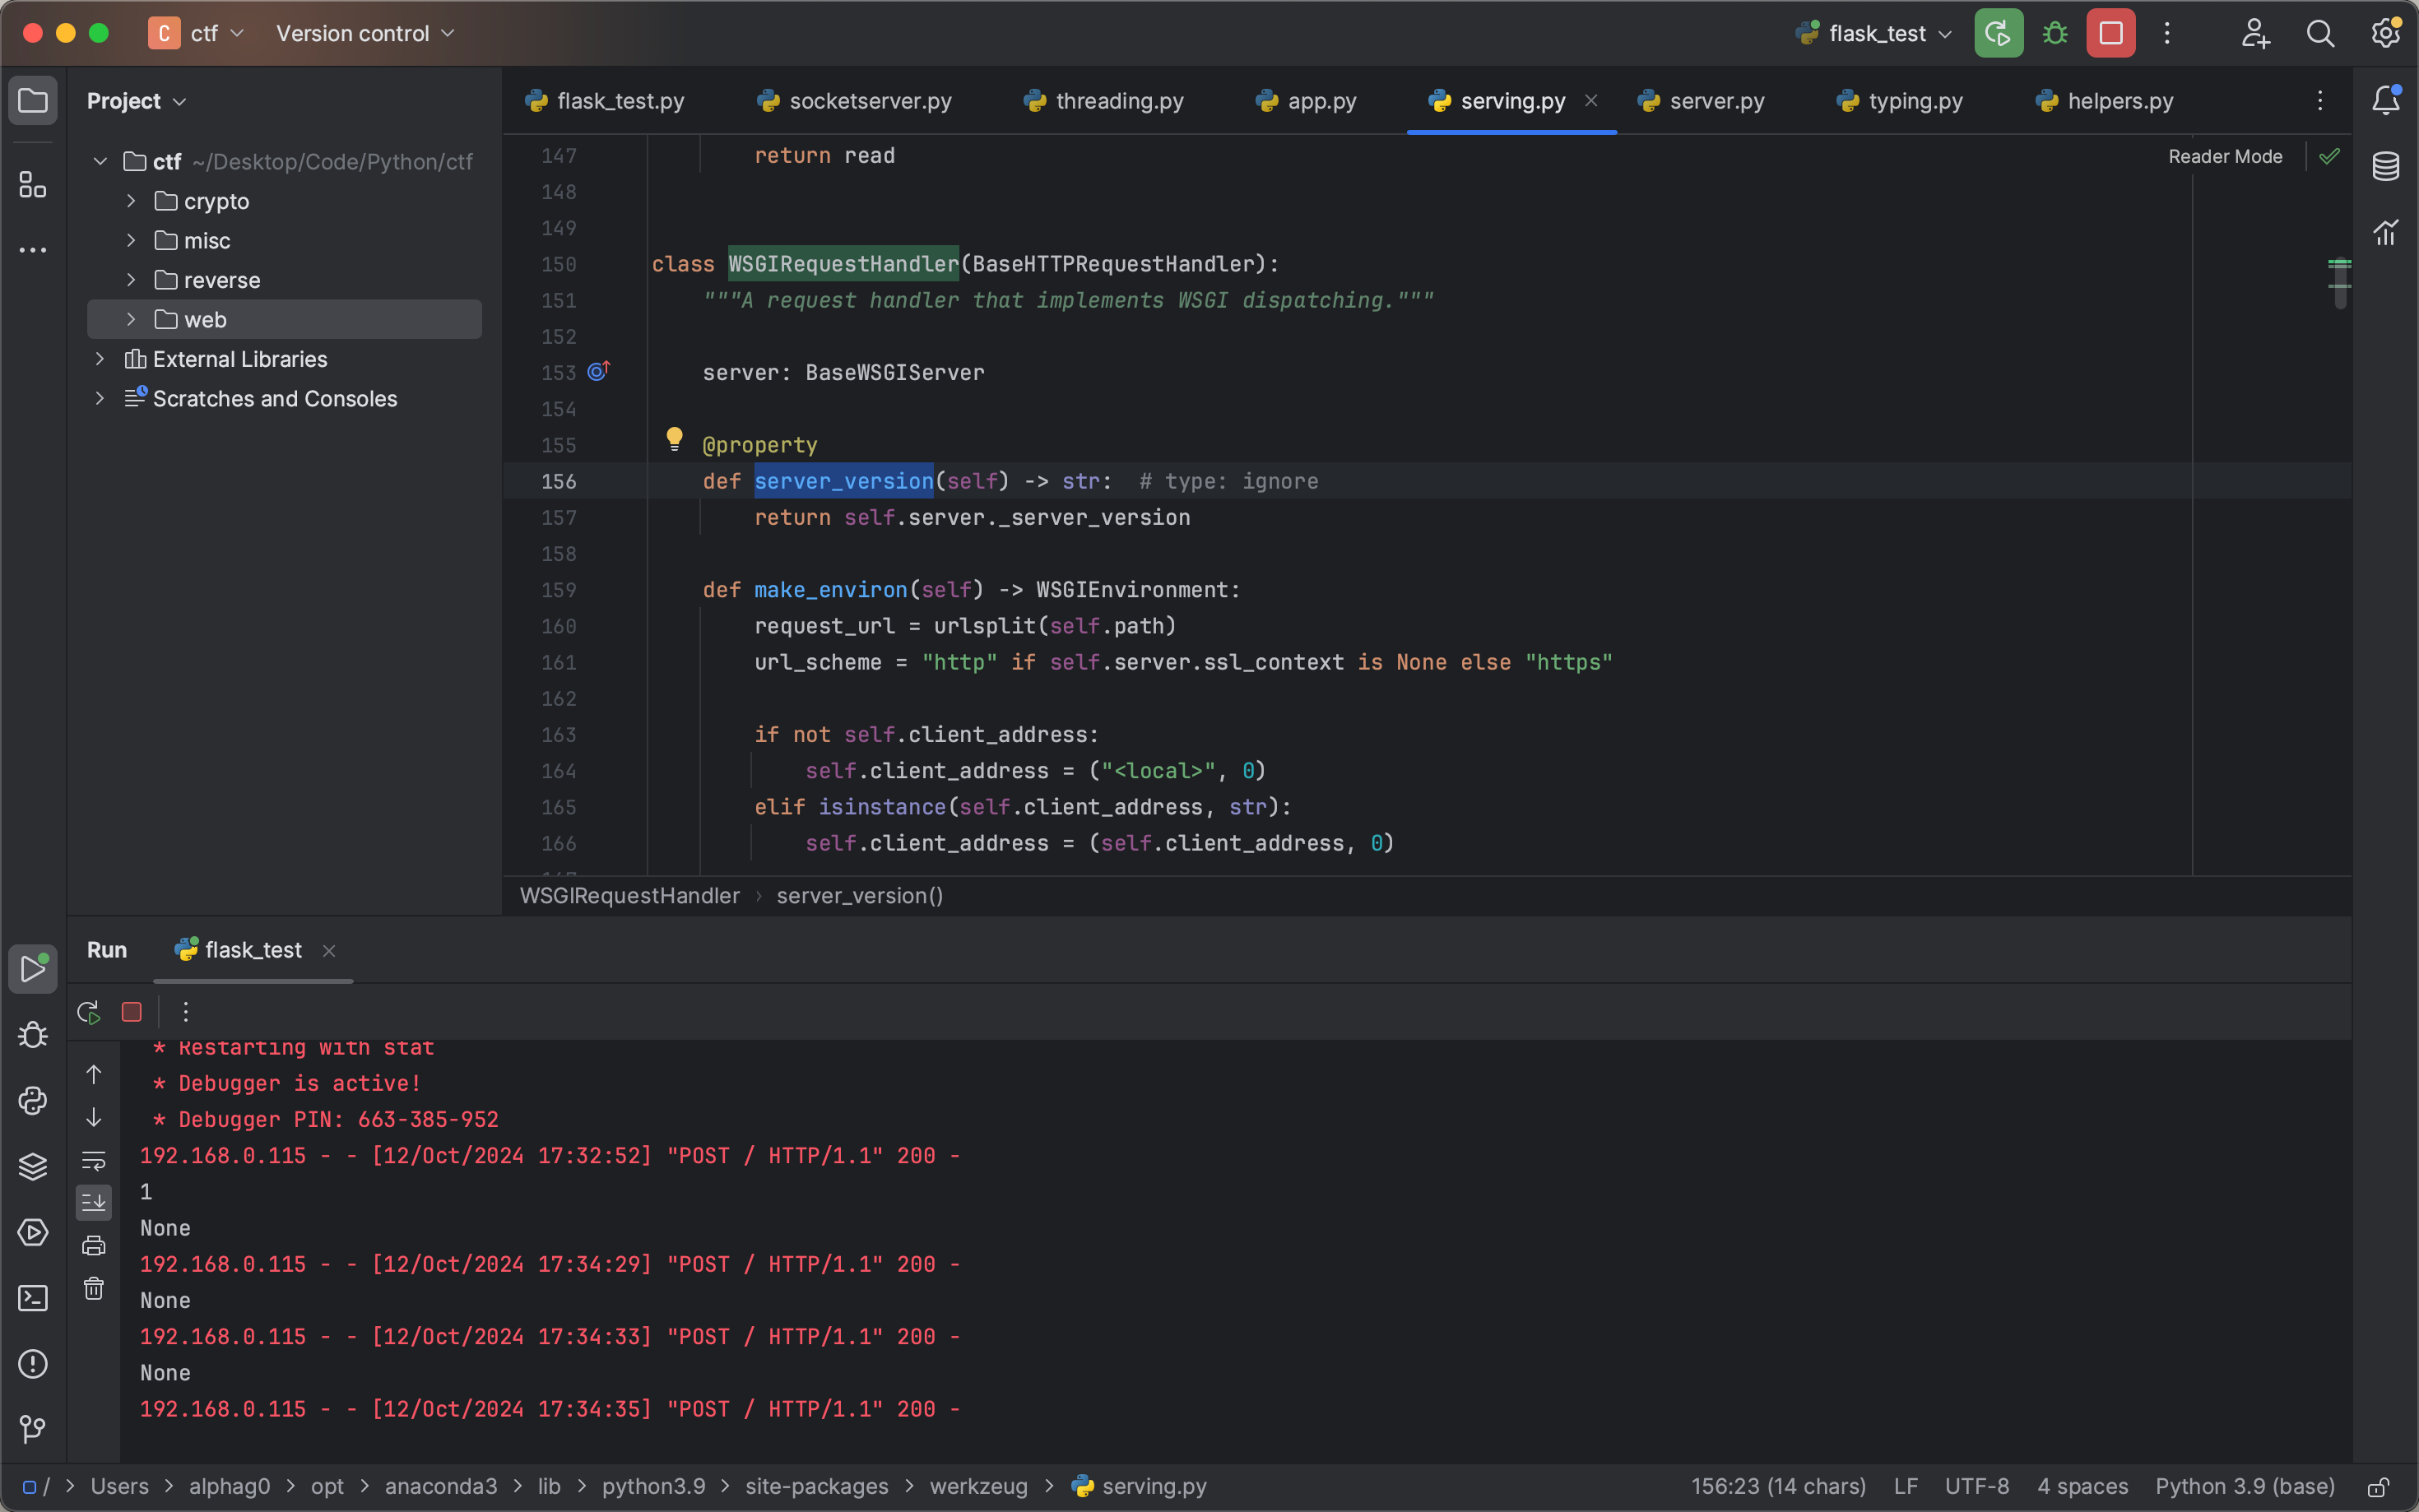 C ctf Version control flask_test
Project
flask_test.py socketserver.py threading.py app.py serving.py server.py typing.py helpers.py
ctf ~/Desktop/Code/Python/ctf
crypto
misc
reverse
web
External Libraries
Scratches and Consoles
Reader Mode
147 return read
148
149
150 class WSGIRequestHandler(BaseHTTPRequestHandler):
151 """A request handler that implements WSGI dispatching."""
152
153 server: BaseWSGIServer
154
155 @property
156 def server_version(self) -> str:  # type: ignore
157 return self.server._server_version
158
159 def make_environ(self) -> WSGIEnvironment:
160 request_url = urlsplit(self.path)
161 url_scheme = "http" if self.server.ssl_context is None else "https"
162
163 if not self.client_address:
164 self.client_address = ("<local>", 0)
165 elif isinstance(self.client_address, str):
166 self.client_address = (self.client_address, 0)
WSGIRequestHandler › server_version()
Run flask_test
* Restarting with stat
* Debugger is active!
* Debugger PIN: 663-385-952
192.168.0.115 - - [12/Oct/2024 17:32:52] "POST / HTTP/1.1" 200 -
1
None
192.168.0.115 - - [12/Oct/2024 17:34:29] "POST / HTTP/1.1" 200 -
None
192.168.0.115 - - [12/Oct/2024 17:34:33] "POST / HTTP/1.1" 200 -
None
192.168.0.115 - - [12/Oct/2024 17:34:35] "POST / HTTP/1.1" 200 -
/ > Users > alphag0 > opt > anaconda3 > lib > python3.9 > site-packages > werkzeug > serving.py 156:23 (14 chars) LF UTF-8 4 spaces Python 3.9 (base)